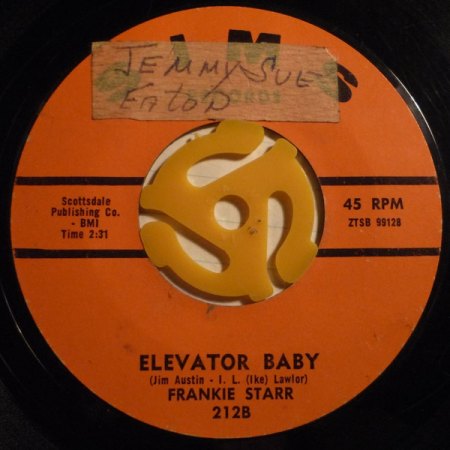 JEMMY SUE
EATON
Scottsdale
Publishing Co.
- BMI
Time 2:31
45 RPM
ZTSB 99128
ELEVATOR BABY
(Jim Austin - I. L. (Ike) Lawlor)
FRANKIE STARR
212B